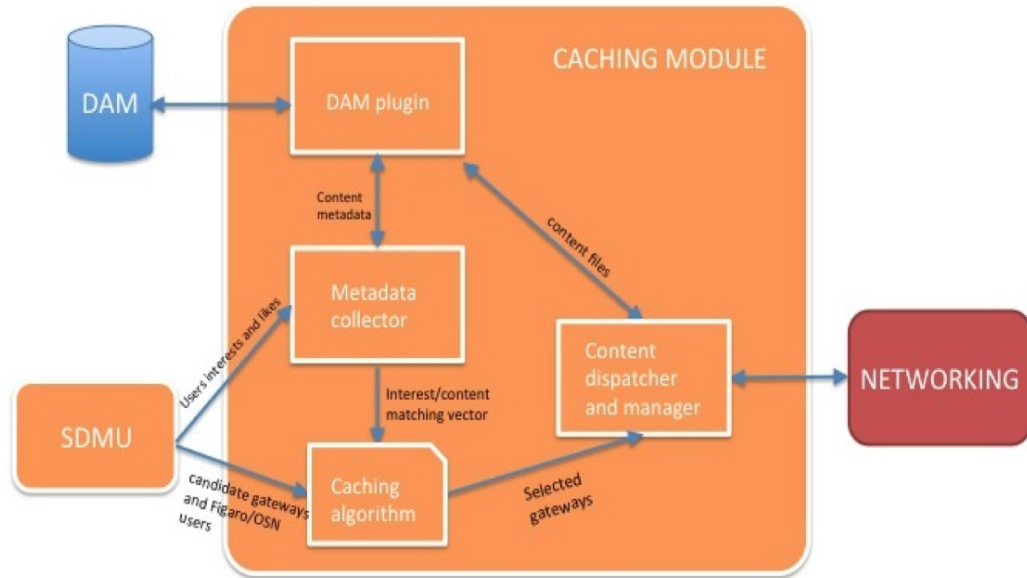 CACHING MODULE
DAM
DAM plugin
Content
metadata
content files
Metadata
collector
Users interests and likes
Content
dispatcher
and manager
NETWORKING
Interest/content
matching vector
SDMU
candidate gateways
and Figaro/OSN
users
Caching
algorithm
Selected
gateways